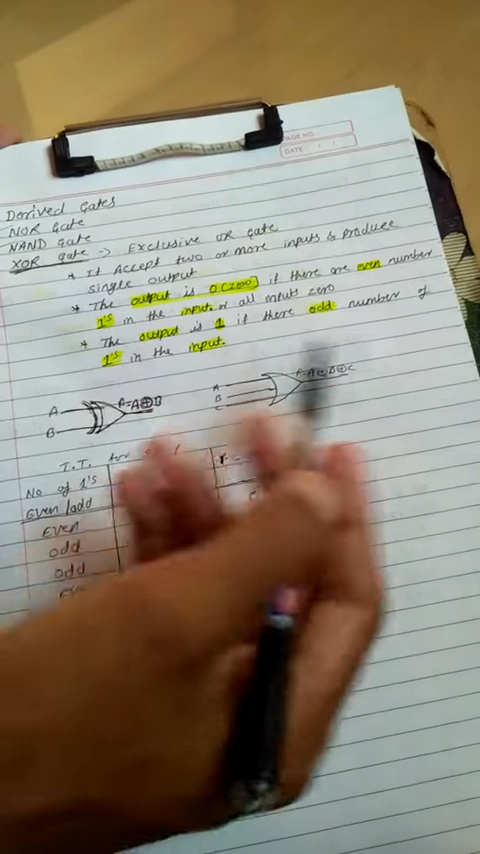 PAGE NO.
DATE / /
Derived Gates
NOR Gate
NAND Gate
XOR gate -> Exclusive OR gate
* It Accept two or more inputs & produce
single output
* The output is 0 (zero) if there are even number
1's in the input. or all inputs zero
* The output is 1 if there odd number of
1's in the input.
A
B
F=A⊕B
A
B
C
F=A⊕B⊕C
T.T. for
No of 1's
Even/odd
Even
odd
odd